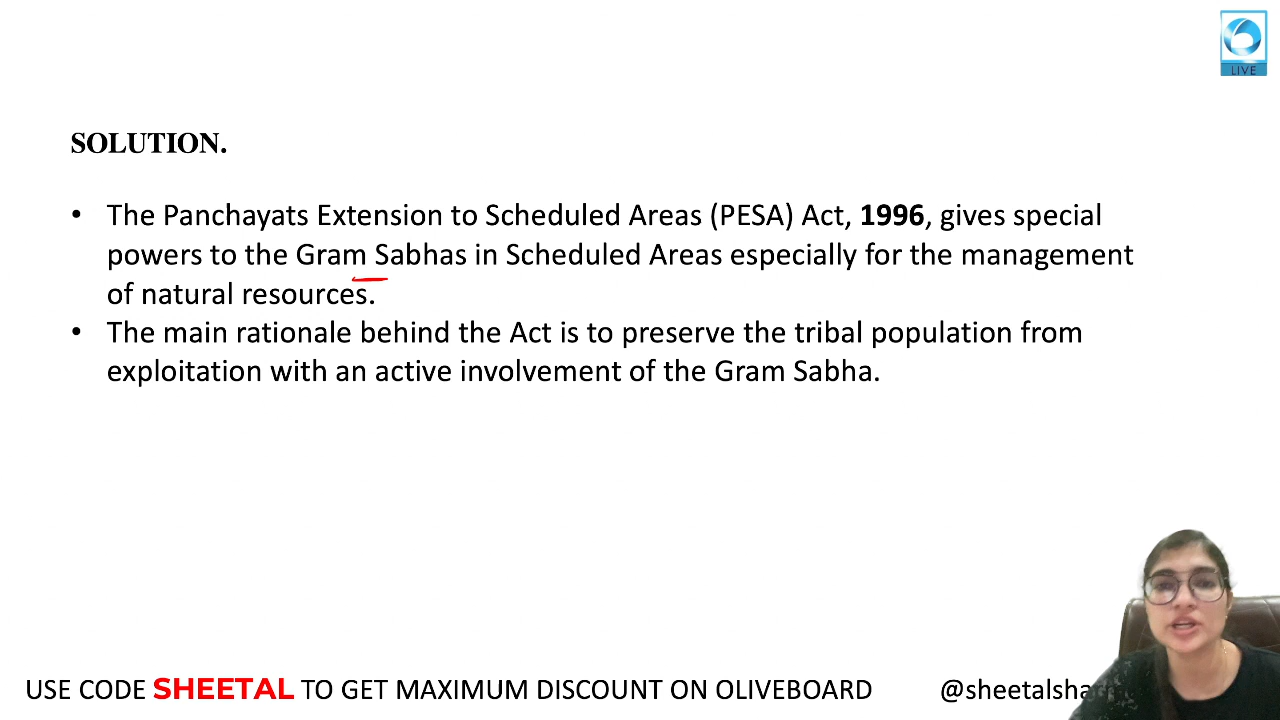 LIVE
SOLUTION.
• The Panchayats Extension to Scheduled Areas (PESA) Act, 1996, gives special
powers to the Gram Sabhas in Scheduled Areas especially for the management
of natural resources.
• The main rationale behind the Act is to preserve the tribal population from
exploitation with an active involvement of the Gram Sabha.
USE CODE SHEETAL TO GET MAXIMUM DISCOUNT ON OLIVEBOARD